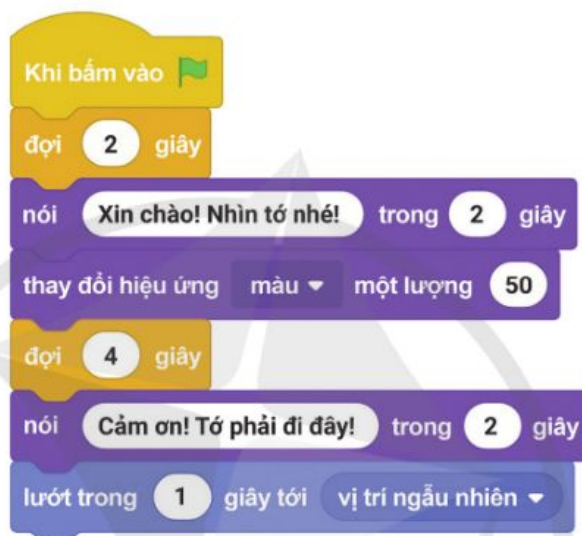 Khi bấm vào
đợi 2 giây
nói Xin chào! Nhìn tớ nhé! trong 2 giây
thay đổi hiệu ứng màu một lượng 50
đợi 4 giây
nói Cảm ơn! Tớ phải đi đây! trong 2 giây
lướt trong 1 giây tới vị trí ngẫu nhiên